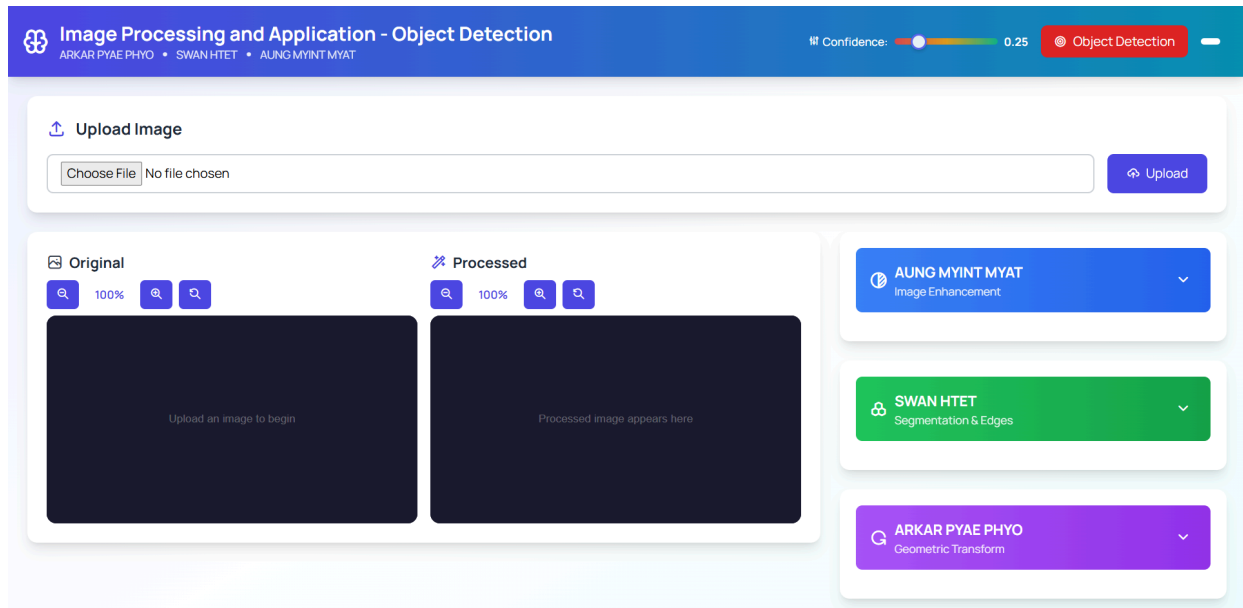 Image Processing and Application - Object Detection
ARKAR PYAE PHYO • SWAN HTET • AUNG MYINT MYAT
Confidence: 0.25
Object Detection
Upload Image
Choose File No file chosen
Upload
Original
100%
Upload an image to begin
Processed
100%
Processed image appears here
AUNG MYINT MYAT
Image Enhancement
SWAN HTET
Segmentation & Edges
ARKAR PYAE PHYO
Geometric Transform